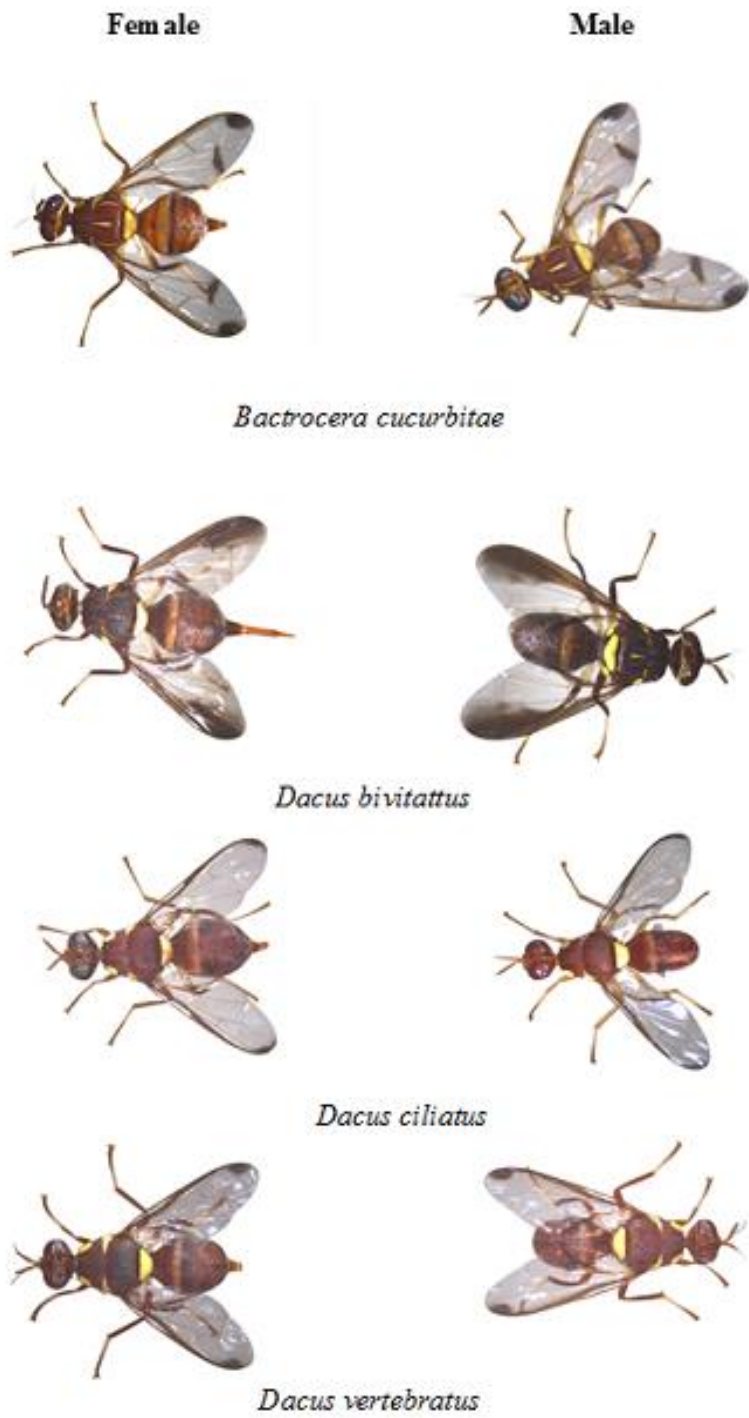 Female
Male
Bactrocera cucurbitae
Dacus bivitattus
Dacus ciliatus
Dacus vertebratus